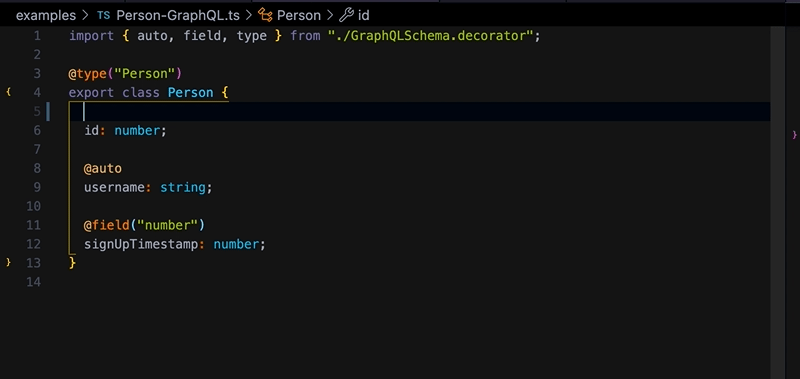 examples > TS Person-GraphQL.ts > Person > id
1 import { auto, field, type } from "./GraphQLSchema.decorator";
2
3 @type("Person")
{ 4 export class Person {
5
6 id: number;
}
7
8 @auto
9 username: string;
10
11 @field("number")
12 signUpTimestamp: number;
} 13 }
14